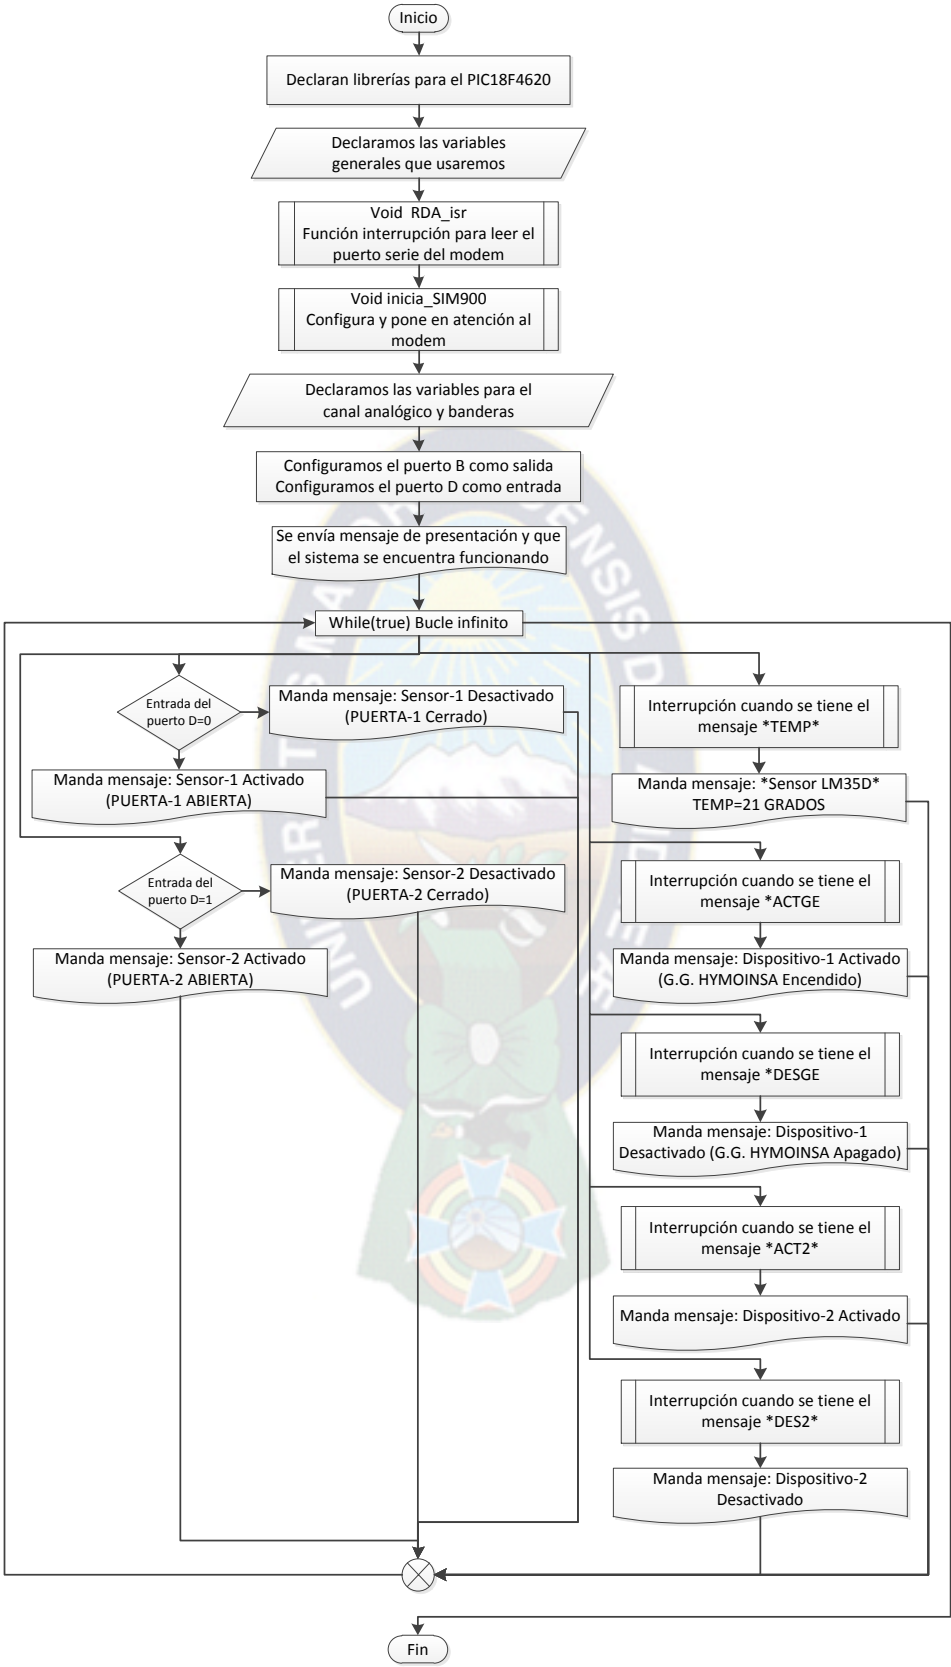 Inicio
Declaran librerías para el PIC18F4620
Declaramos las variables
generales que usaremos
Void RDA_isr
Función interrupción para leer el
puerto serie del modem
Void inicia_SIM900
Configura y pone en atención al
modem
Declaramos las variables para el
canal analógico y banderas
Configuramos el puerto B como salida
Configuramos el puerto D como entrada
Se envía mensaje de presentación y que
el sistema se encuentra funcionando
While(true) Bucle infinito
Entrada del
puerto D=0
Manda mensaje: Sensor-1 Desactivado
(PUERTA-1 Cerrado)
Manda mensaje: Sensor-1 Activado
(PUERTA-1 ABIERTA)
Entrada del
puerto D=1
Manda mensaje: Sensor-2 Desactivado
(PUERTA-2 Cerrado)
Manda mensaje: Sensor-2 Activado
(PUERTA-2 ABIERTA)
Interrupción cuando se tiene el
mensaje *TEMP*
Manda mensaje: *Sensor LM35D*
TEMP=21 GRADOS
Interrupción cuando se tiene el
mensaje *ACTGE
Manda mensaje: Dispositivo-1 Activado
(G.G. HYMOINSA Encendido)
Interrupción cuando se tiene el
mensaje *DESGE
Manda mensaje: Dispositivo-1
Desactivado (G.G. HYMOINSA Apagado)
Interrupción cuando se tiene el
mensaje *ACT2*
Manda mensaje: Dispositivo-2 Activado
Interrupción cuando se tiene el
mensaje *DES2*
Manda mensaje: Dispositivo-2
Desactivado
Fin